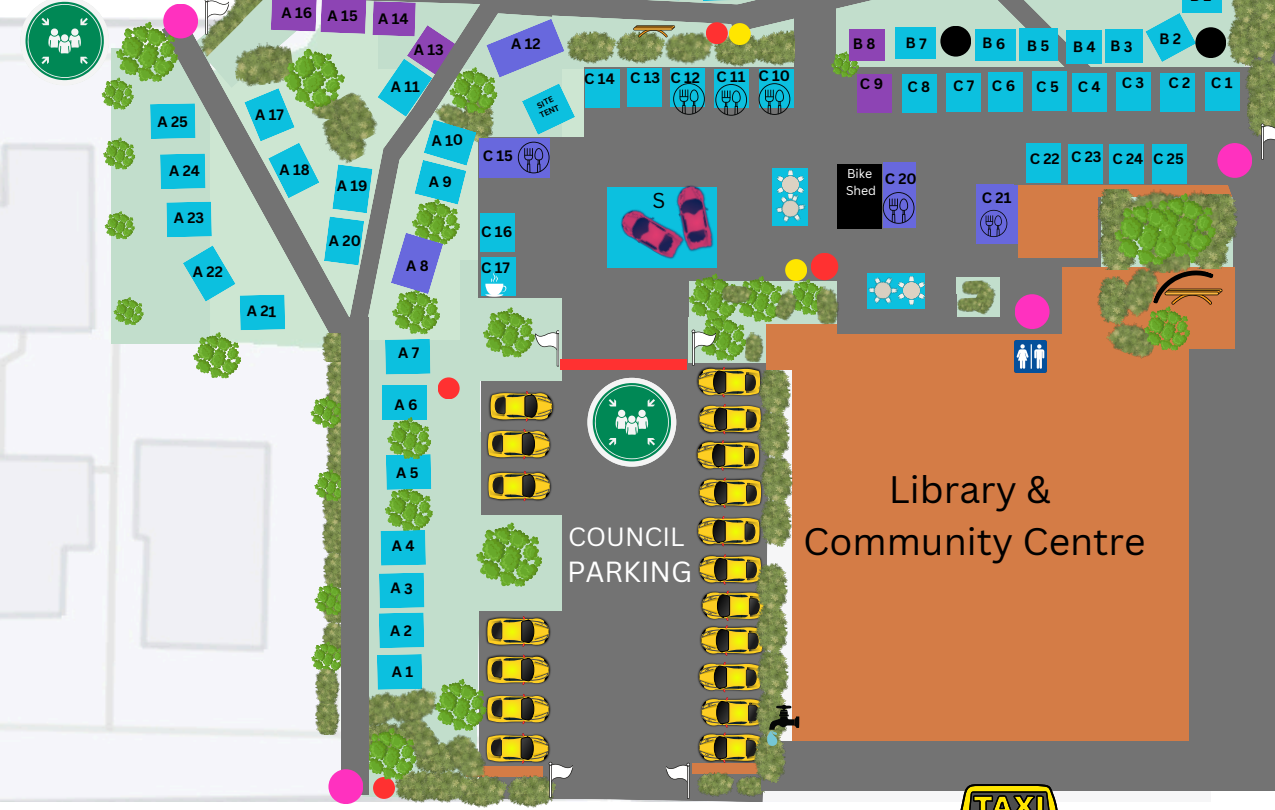 A 16
A 15
A 14
A 13
A 12
A 11
C 14
C 13
C 12
C 11
C 10
B 8
B 7
B 6
B 5
B 4
B 3
B 2
C 9
C 8
C 7
C 6
C 5
C 4
C 3
C 2
C 1
SITE
TENT
A 25
A 17
A 10
C 15
A 24
A 18
A 19
A 9
Bike
Shed
C 20
C 22
C 23
C 24
C 25
A 23
A 20
C 16
S
C 21
A 22
A 8
C 17
A 21
A 7
A 6
A 5
A 4
A 3
A 2
A 1
COUNCIL
PARKING
Library &
Community Centre
TAXI